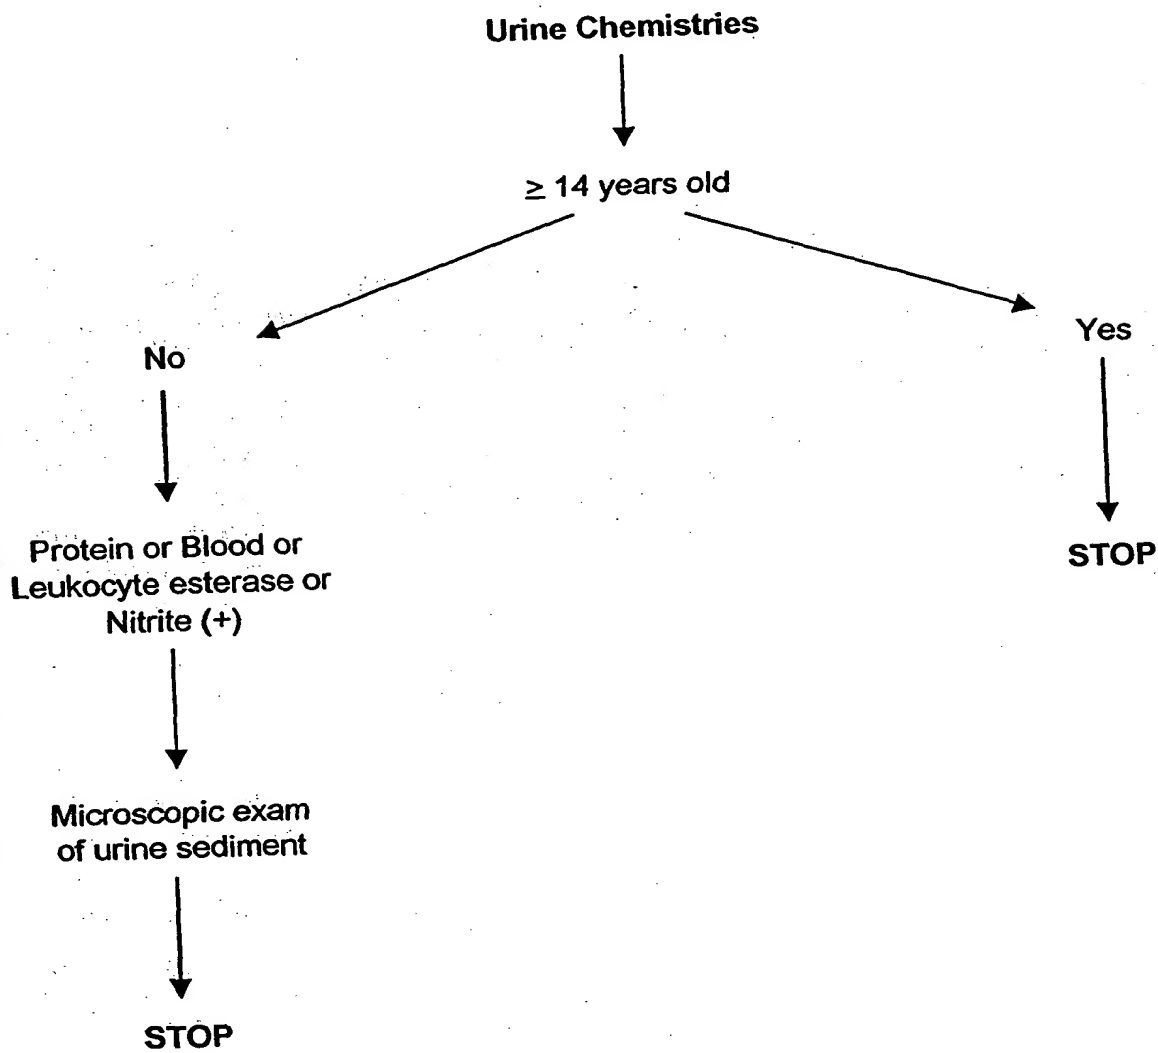 Urine Chemistries
≥ 14 years old
No
Yes
Protein or Blood or
Leukocyte esterase or
Nitrite (+)
STOP
Microscopic exam
of urine sediment
STOP